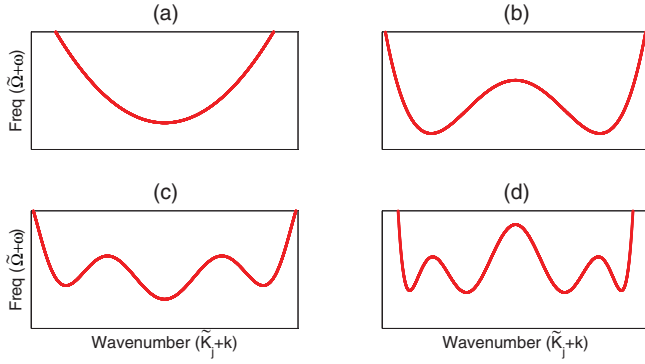 (a)
(b)
Freq (Ω̃+ω)
(c)
(d)
Freq (Ω̃+ω)
Wavenumber (K̃j+k)
Wavenumber (K̃j+k)